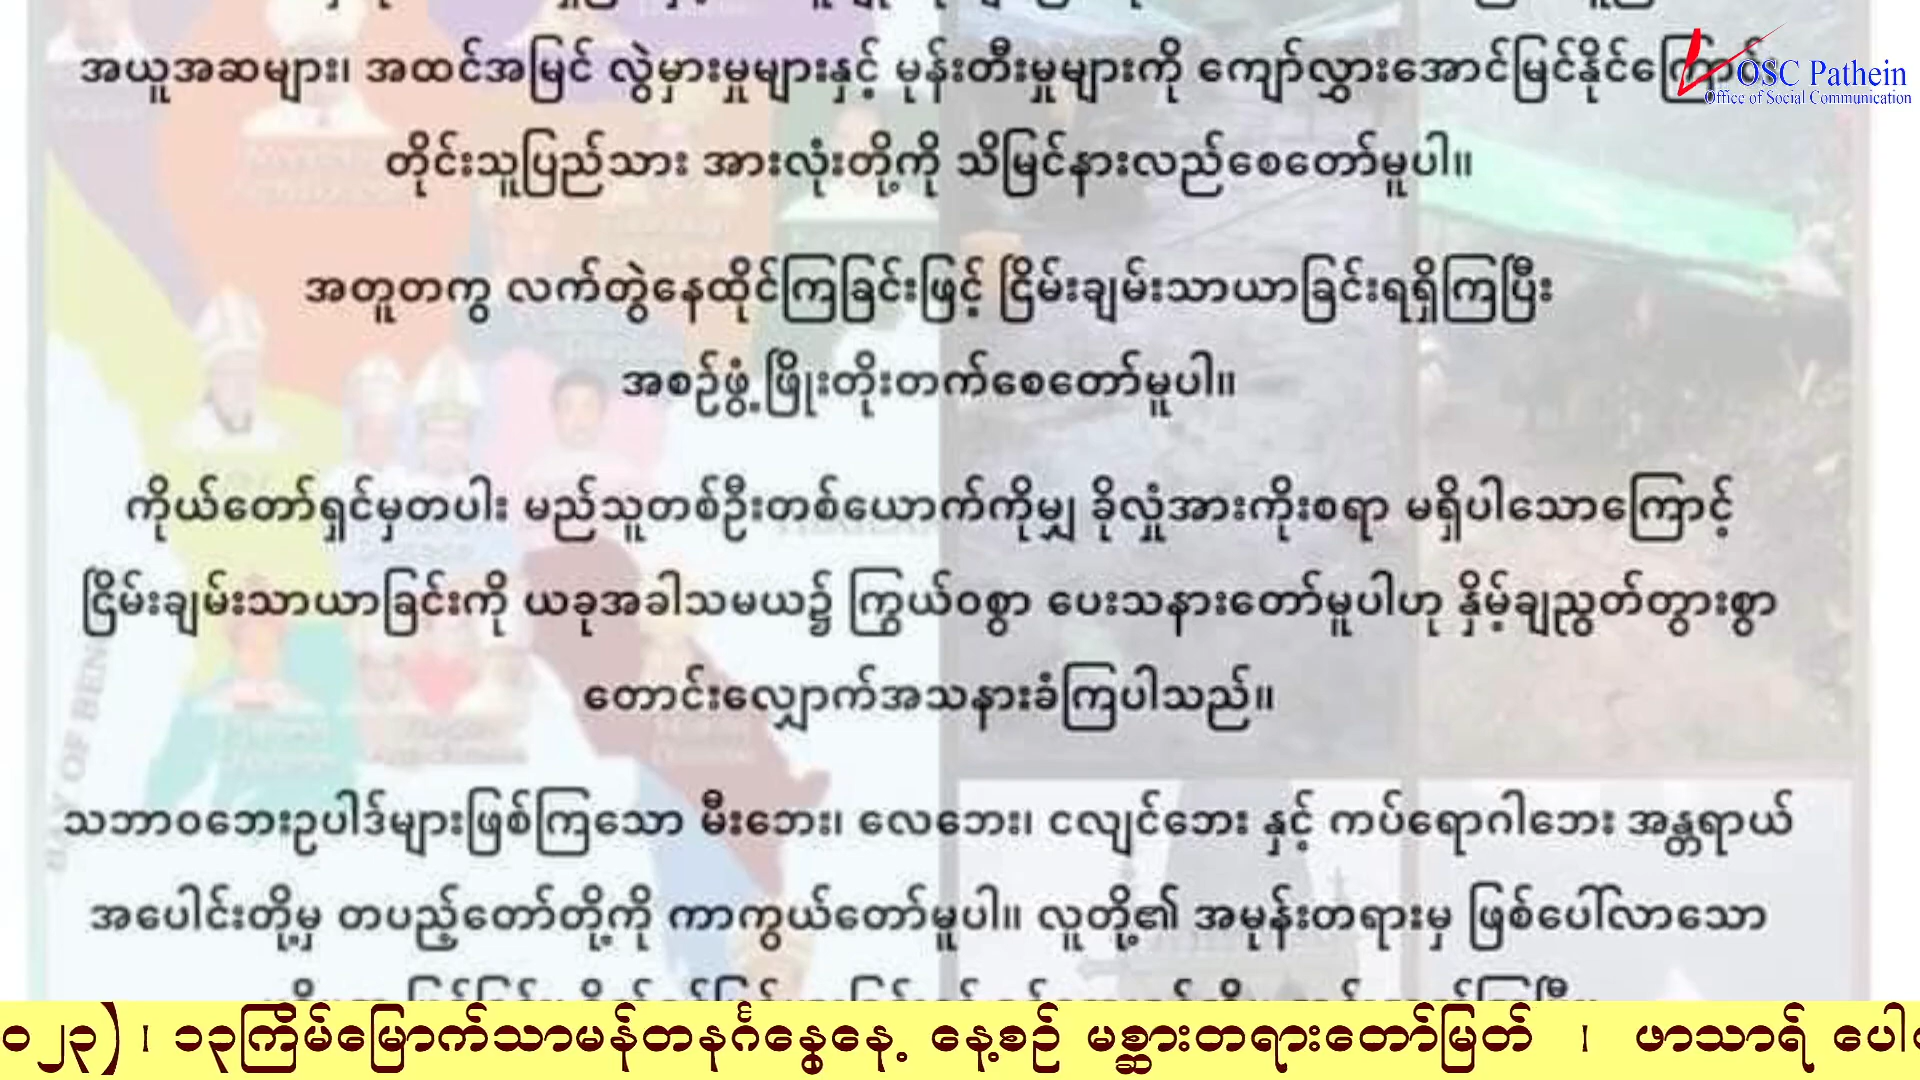 အယူအဆများ၊ အထင်အမြင် လွဲမှားမှုများနှင့် မုန်းတီးမှုများကို ကျော်လွှားအောင်မြင်နိုင်ကြောင်း
OSC Pathein
Office of Social Communication
တိုင်းသူပြည်သား အားလုံးတို့ကို သိမြင်နားလည်စေတော်မူပါ။
အတူတကွ လက်တွဲနေထိုင်ကြခြင်းဖြင့် ငြိမ်းချမ်းသာယာခြင်းရရှိကြပြီး
အစဉ်ဖွံ့ဖြိုးတိုးတက်စေတော်မူပါ။
ကိုယ်တော်ရှင်မှတပါး မည်သူတစ်ဦးတစ်ယောက်ကိုမျှ ခိုလှုံအားကိုးစရာ မရှိပါသောကြောင့်
ငြိမ်းချမ်းသာယာခြင်းကို ယခုအခါသမယ၌ ကြွယ်ဝစွာ ပေးသနားတော်မူပါဟု နှိမ့်ချညွတ်တွားစွာ
တောင်းလျှောက်အသနားခံကြပါသည်။
သဘာဝဘေးဥပါဒ်များဖြစ်ကြသော မီးဘေး၊ လေဘေး၊ ငလျင်ဘေး နှင့် ကပ်ရောဂါဘေး အန္တရာယ်
အပေါင်းတို့မှ တပည့်တော်တို့ကို ကာကွယ်တော်မူပါ။ လူတို့၏ အမုန်းတရားမှ ဖြစ်ပေါ်လာသော
DAY OF
၀၂၃) ၊ ၁၃ကြိမ်မြောက်သာမန်တနင်္ဂနွေနေ့ နေ့စဉ် မစ္ဆားတရားတော်မြတ် ၊ ဖာသာရ် ပေါ